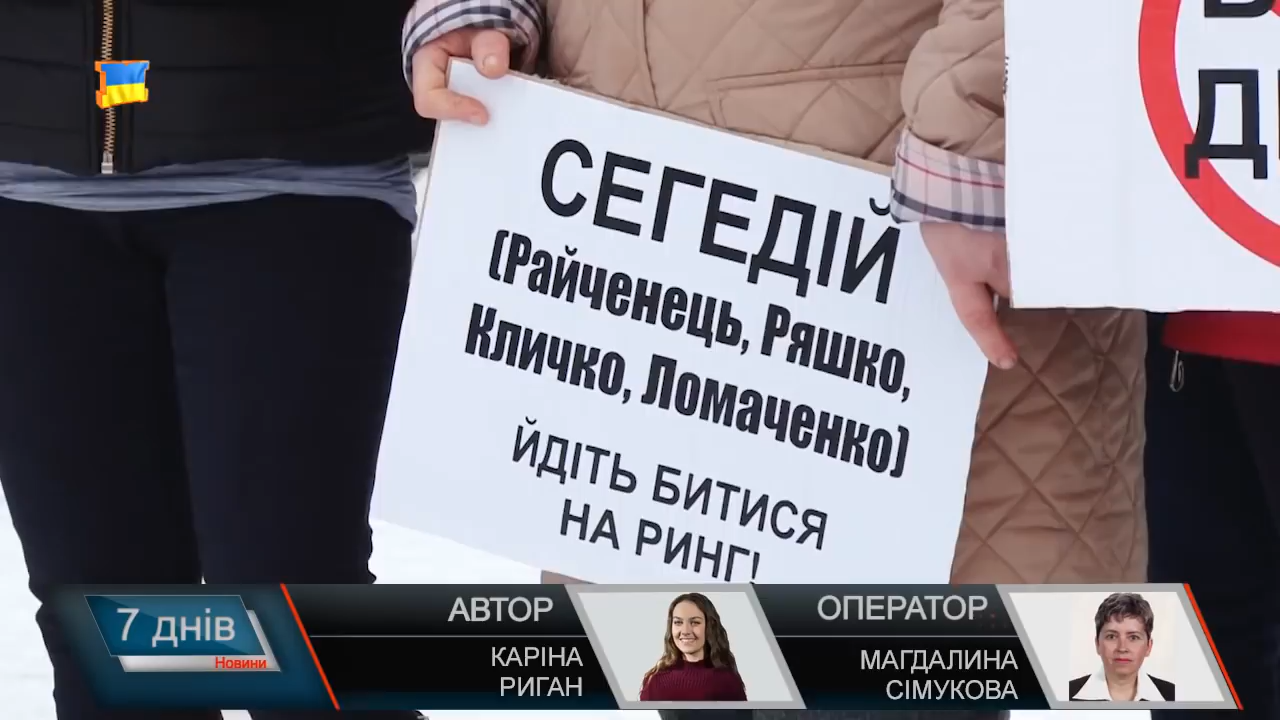 СЕГЕДІЙ
(Райченець, Ряшко,
Кличко, Ломаченко)
ЙДІТЬ БИТИСЯ
НА РИНГ!
7 днів
Новини
АВТОР
КАРІНА
РИГАН
ОПЕРАТОР
МАГДАЛИНА
СІМУКОВА